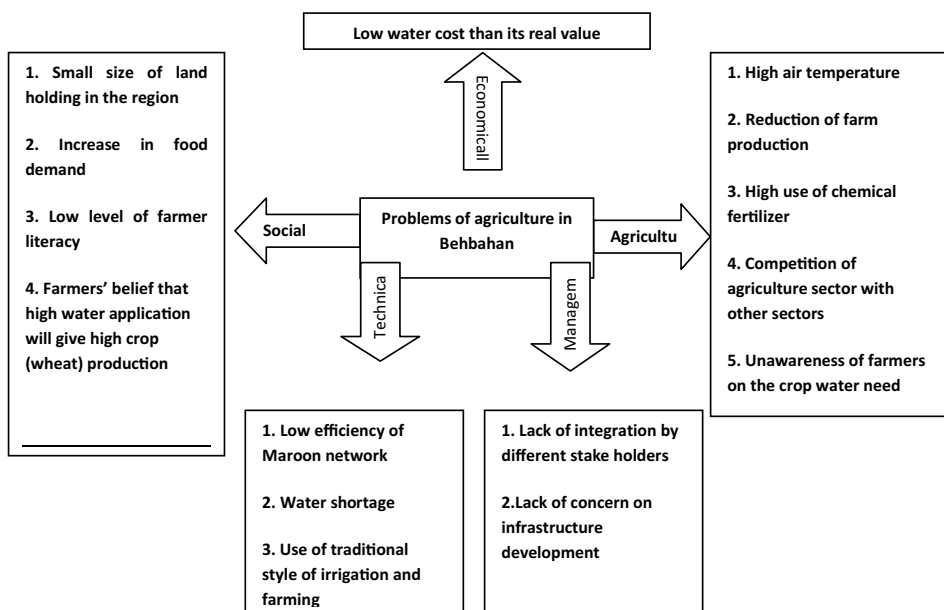 Low water cost than its real value
Economicall
1. Small size of land
holding in the region
2. Increase in food
demand
3. Low level of farmer
literacy
4. Farmers’ belief that
high water application
will give high crop
(wheat) production
Social
Problems of agriculture in
Behbahan
Agricultu
1. High air temperature
2. Reduction of farm
production
3. High use of chemical
fertilizer
4. Competition of
agriculture sector with
other sectors
5. Unawareness of farmers
on the crop water need
Technica
Managem
1. Low efficiency of
Maroon network
2. Water shortage
3. Use of traditional
style of irrigation and
farming
1. Lack of integration by
different stake holders
2.Lack of concern on
infrastructure
development